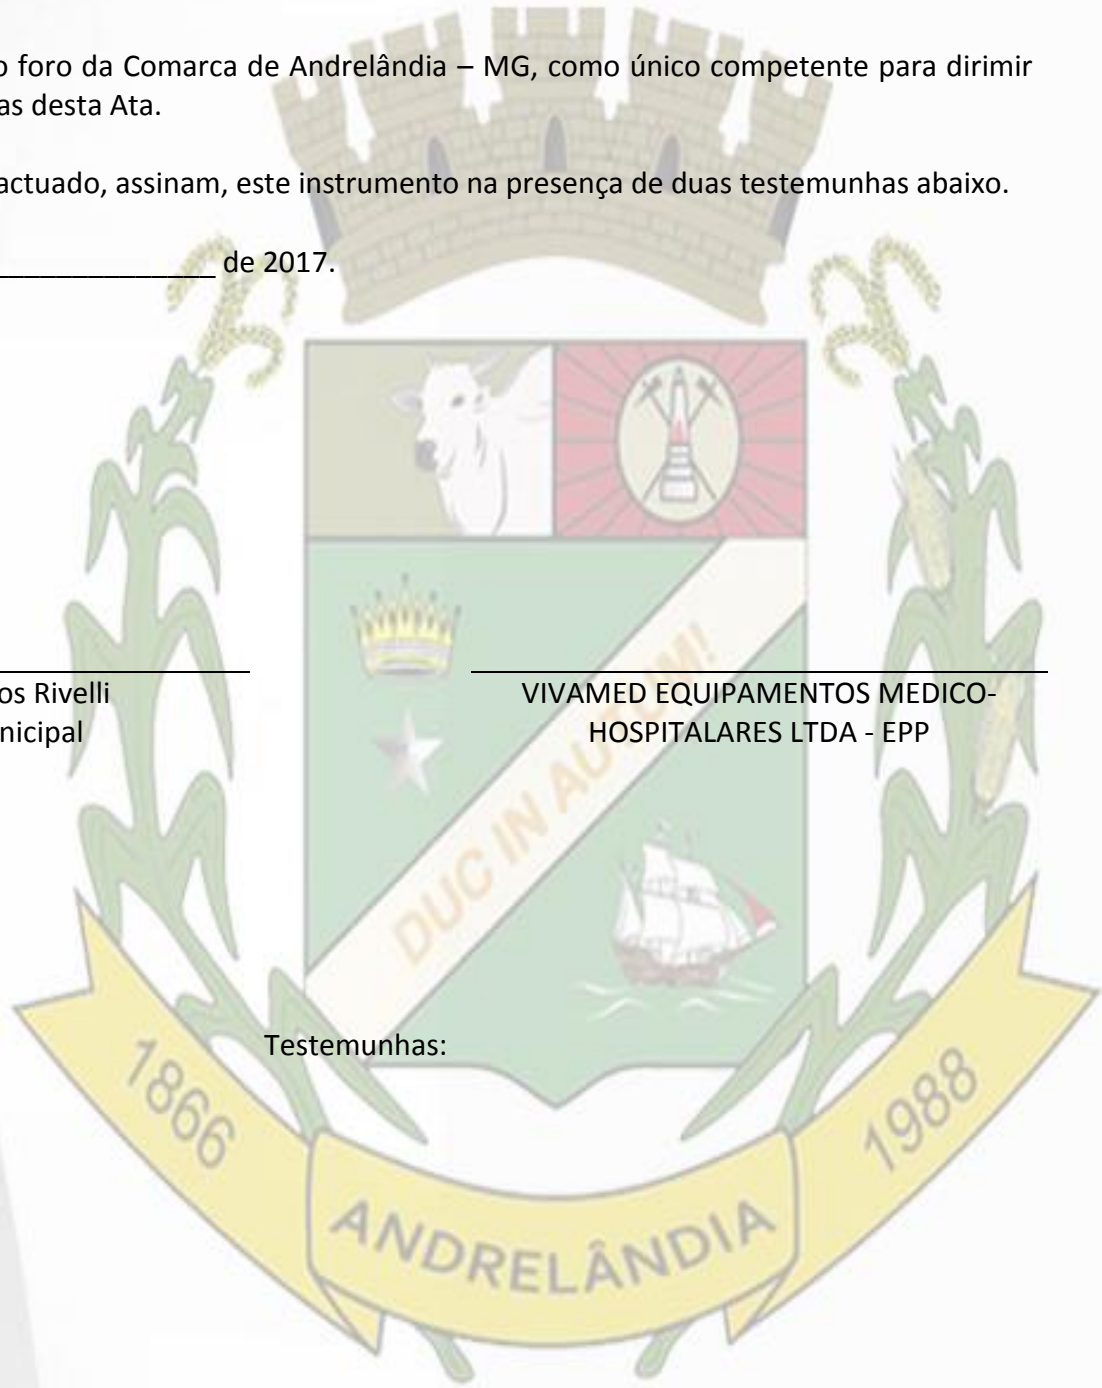 o foro da Comarca de Andrelândia – MG, como único competente para dirimir
as desta Ata.
actuado, assinam, este instrumento na presença de duas testemunhas abaixo.
_______________ de 2017.
os Rivelli
nicipal
VIVAMED EQUIPAMENTOS MEDICO-
HOSPITALARES LTDA - EPP
DUC IN ALTUM!
Testemunhas:
1866
ANDRELÂNDIA
1988